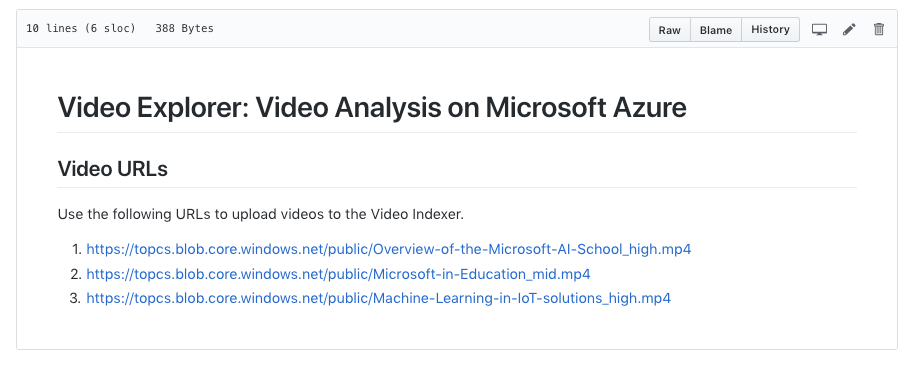 10 lines (6 sloc) 388 Bytes
Raw Blame History
Video Explorer: Video Analysis on Microsoft Azure
Video URLs
Use the following URLs to upload videos to the Video Indexer.
1. https://topcs.blob.core.windows.net/public/Overview-of-the-Microsoft-AI-School_high.mp4
2. https://topcs.blob.core.windows.net/public/Microsoft-in-Education_mid.mp4
3. https://topcs.blob.core.windows.net/public/Machine-Learning-in-IoT-solutions_high.mp4